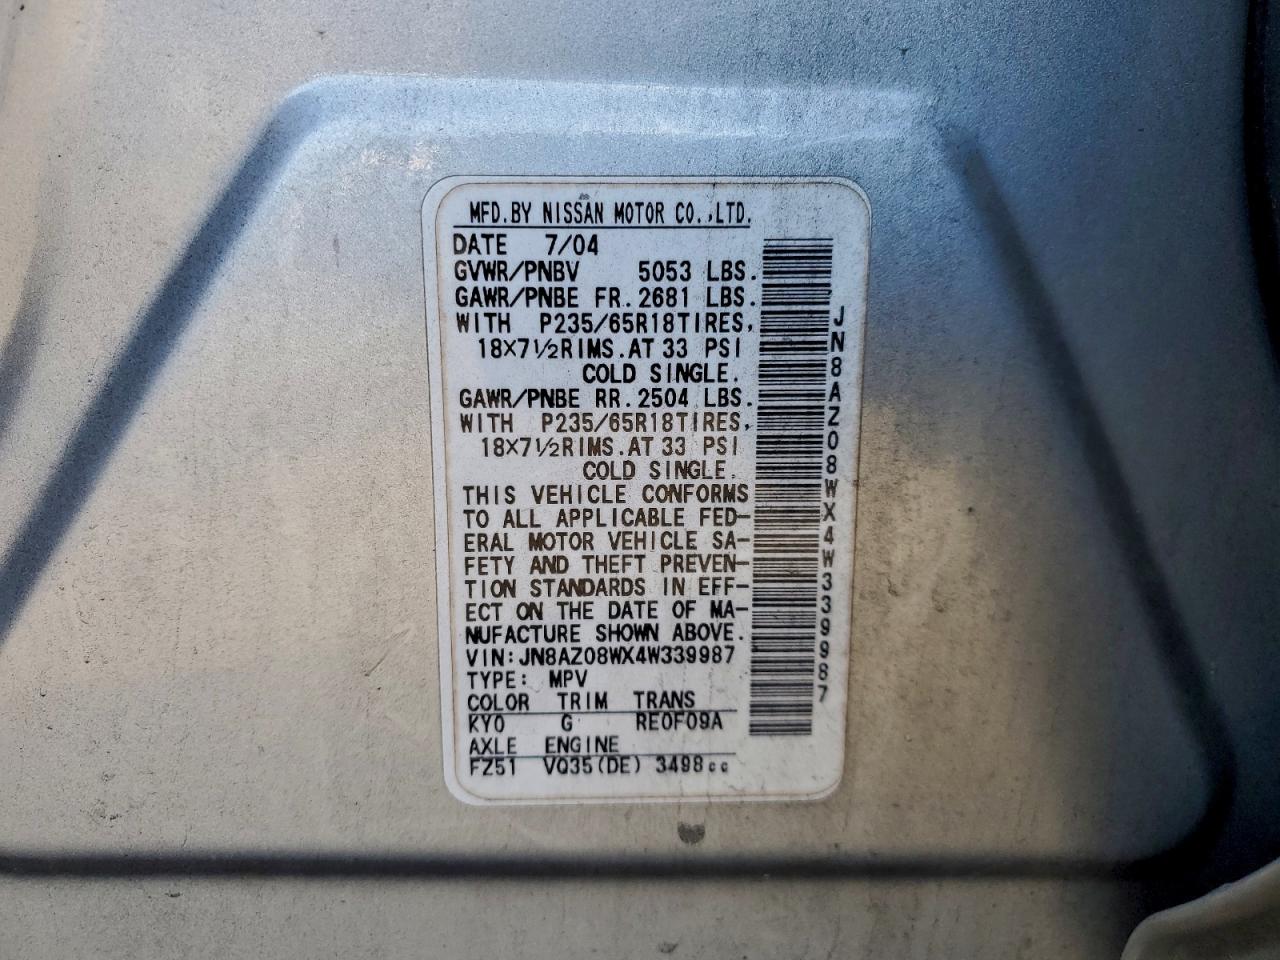 MFD.BY NISSAN MOTOR CO.,LTD.
DATE 7/04
GVWR/PNBV 5053 LBS.
GAWR/PNBE FR.2681 LBS.
WITH P235/65R18TIRES,
18×7½RIMS.AT 33 PSI
COLD SINGLE.
GAWR/PNBE RR.2504 LBS.
WITH P235/65R18TIRES,
18×7½RIMS.AT 33 PSI
COLD SINGLE.
THIS VEHICLE CONFORMS
TO ALL APPLICABLE FED-
ERAL MOTOR VEHICLE SA-
FETY AND THEFT PREVEN-
TION STANDARDS IN EFF-
ECT ON THE DATE OF MA-
NUFACTURE SHOWN ABOVE.
VIN:JN8AZ08WX4W339987
TYPE: MPV
COLOR TRIM TRANS
KY0 G RE0F09A
AXLE ENGINE
FZ51 VQ35(DE) 3498cc
JN8AZ08WX4W339987